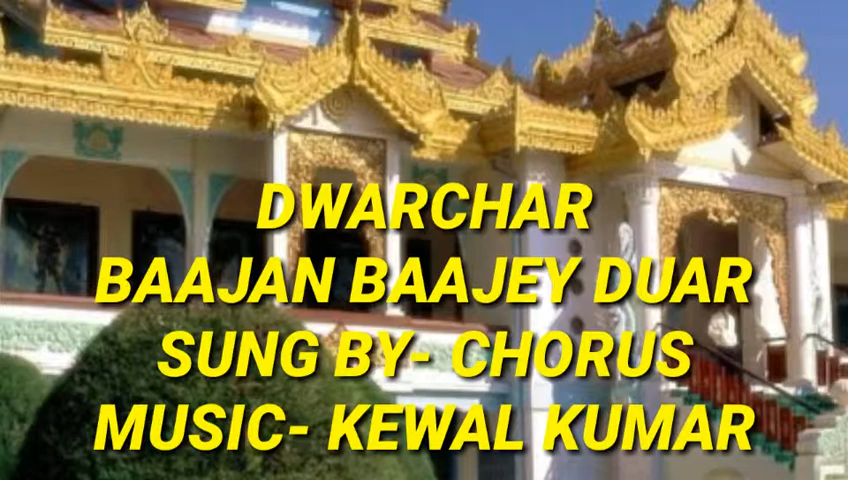 DWARCHAR
BAAJAN BAAJEY DUAR
SUNG BY- CHORUS
MUSIC- KEWAL KUMAR